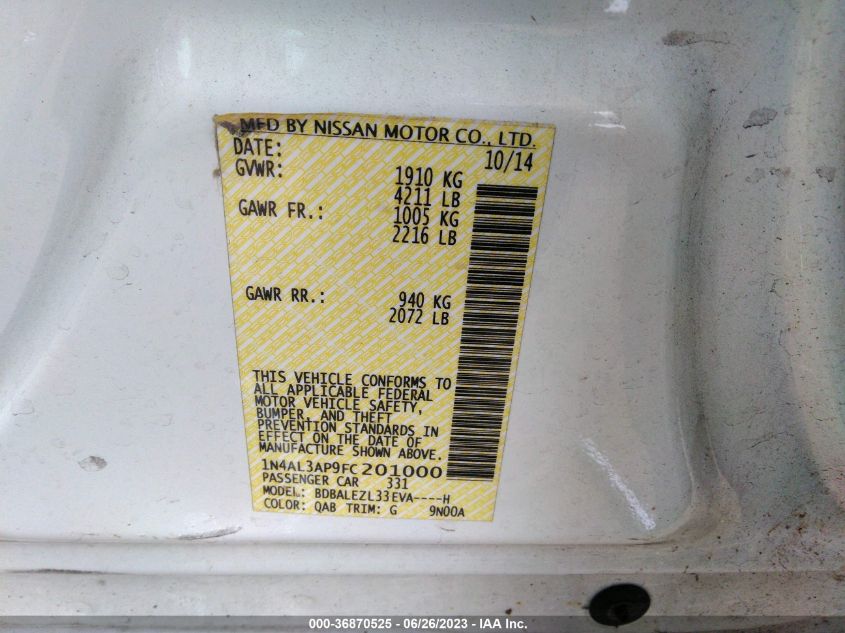 MFD BY NISSAN MOTOR CO., LTD.
DATE: 10/14
GVWR: 1910 KG
4211 LB
GAWR FR.: 1005 KG
2216 LB
GAWR RR.: 940 KG
2072 LB
THIS VEHICLE CONFORMS TO
ALL APPLICABLE FEDERAL
MOTOR VEHICLE SAFETY,
BUMPER, AND THEFT
PREVENTION STANDARDS IN
EFFECT ON THE DATE OF
MANUFACTURE SHOWN ABOVE.
1N4AL3AP9FC201000
PASSENGER CAR 331
MODEL: BDBALEZL33EVA----H
COLOR: QAB TRIM: G 9N00A
000-36870525 - 06/26/2023 - IAA Inc.